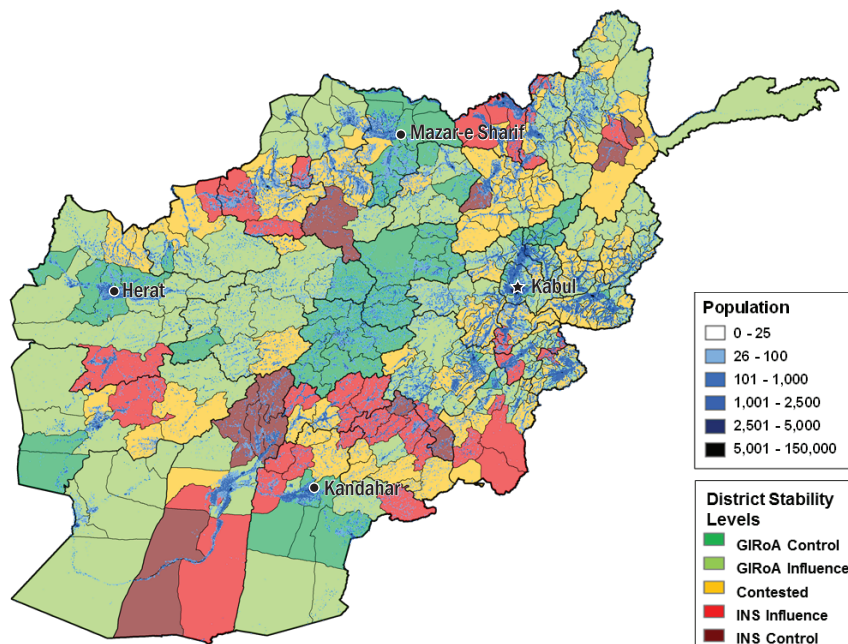 Mazar-e Sharif
Herat
Kabul
Kandahar
Population
0 - 25
26 - 100
101 - 1,000
1,001 - 2,500
2,501 - 5,000
5,001 - 150,000
District Stability
Levels
GIRoA Control
GIRoA Influence
Contested
INS Influence
INS Control